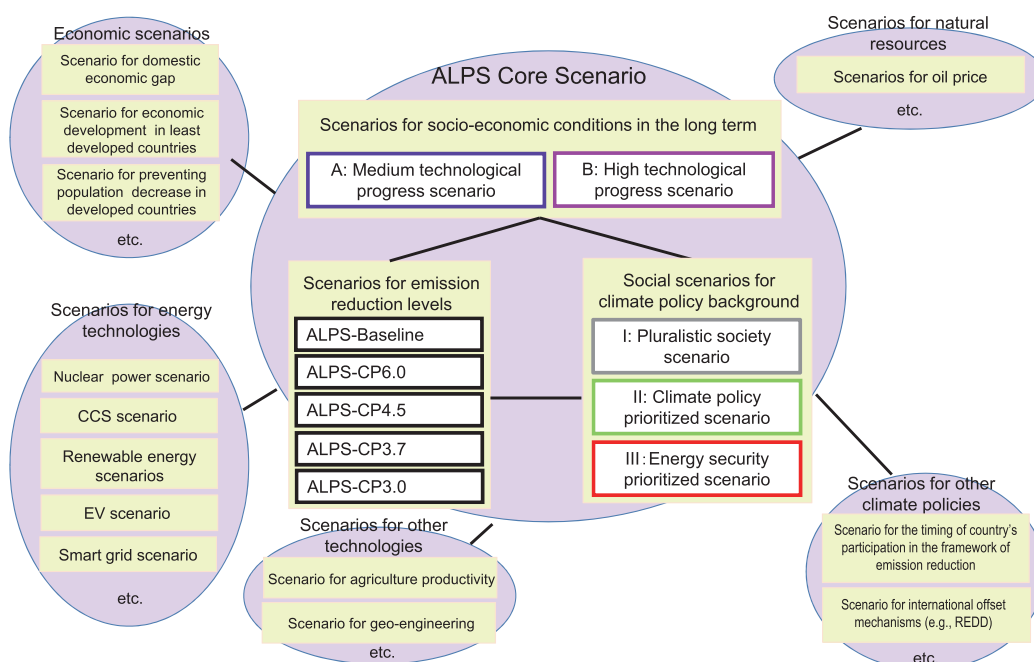 Economic scenarios
Scenario for domestic
economic gap
Scenario for economic
development in least
developed countries
Scenario for preventing
population decrease in
developed countries
etc.
Scenarios for natural
resources
Scenarios for oil price
etc.
ALPS Core Scenario
Scenarios for socio-economic conditions in the long term
A: Medium technological
progress scenario
B: High technological
progress scenario
Scenarios for emission
reduction levels
ALPS-Baseline
ALPS-CP6.0
ALPS-CP4.5
ALPS-CP3.7
ALPS-CP3.0
Social scenarios for
climate policy background
I: Pluralistic society
scenario
II: Climate policy
prioritized scenario
III: Energy security
prioritized scenario
Scenarios for energy
technologies
Nuclear power scenario
CCS scenario
Renewable energy
scenarios
EV scenario
Smart grid scenario
etc.
Scenarios for other
technologies
Scenario for agriculture productivity
Scenario for geo-engineering
etc.
Scenarios for other
climate policies
Scenario for the timing of country's
participation in the framework of
emission reduction
Scenario for international offset
mechanisms (e.g., REDD)
etc.